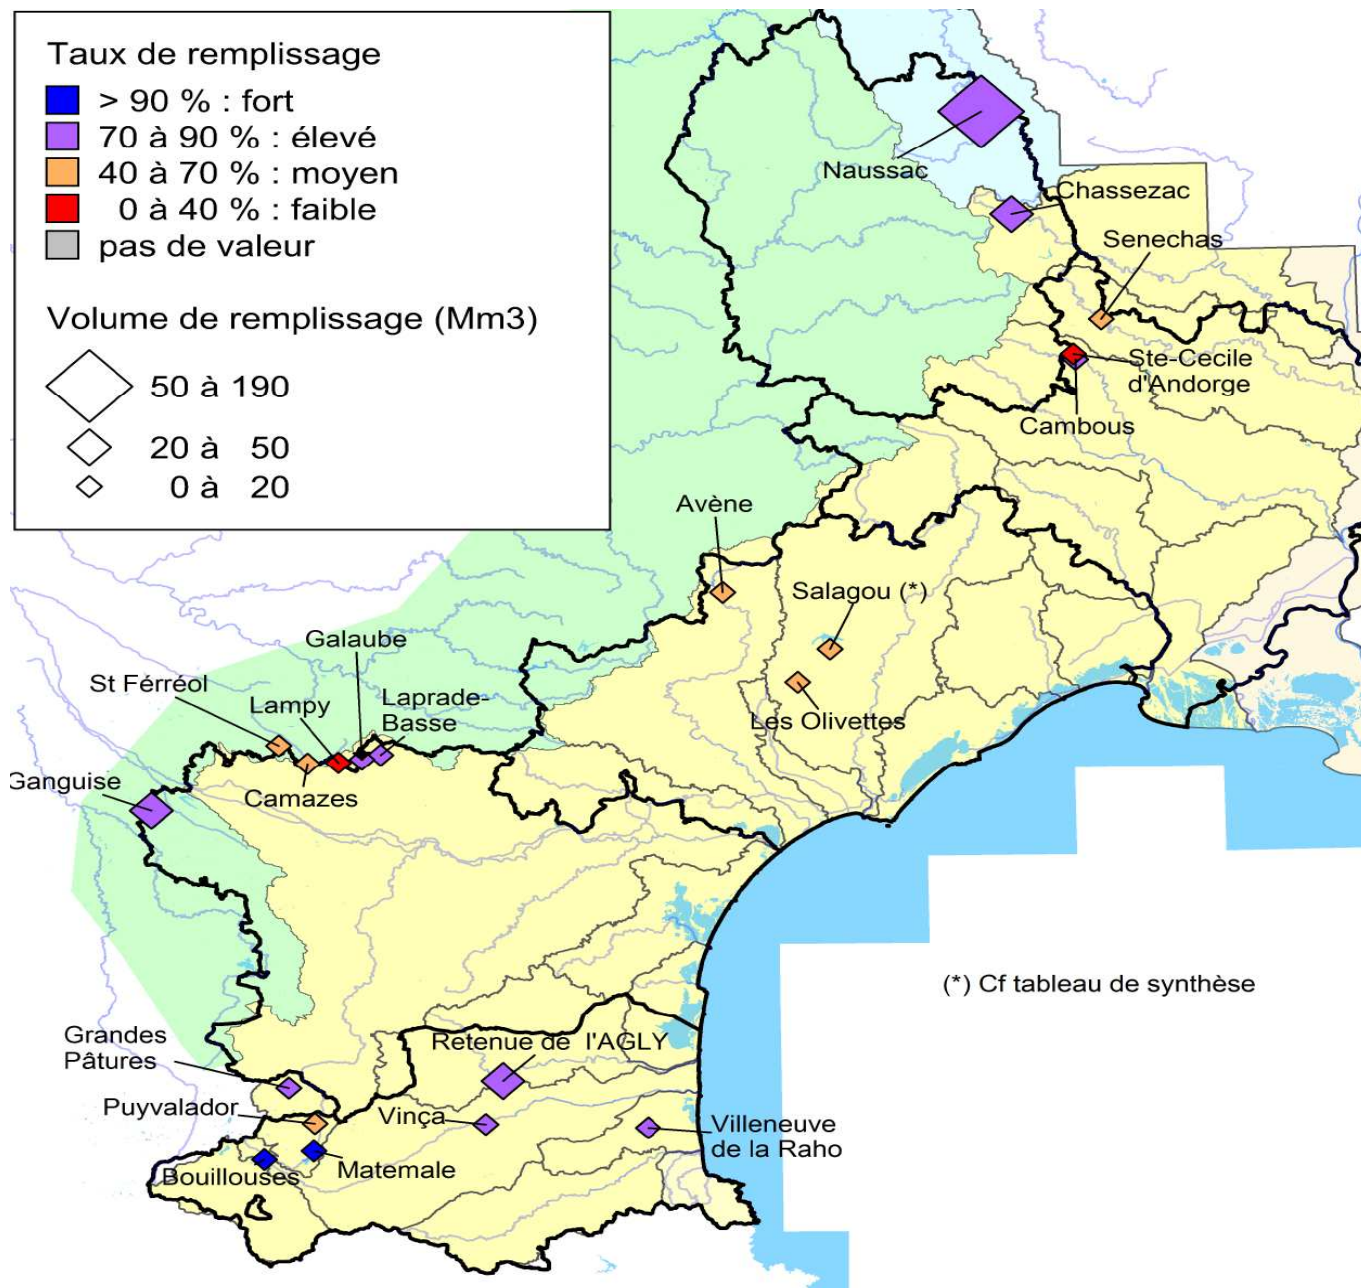 Taux de remplissage
> 90 % : fort
70 à 90 % : élevé
40 à 70 % : moyen
0 à 40 % : faible
pas de valeur
Volume de remplissage (Mm3)
50 à 190
20 à 50
0 à 20
Naussac
Chassezac
Senechas
Ste-Cecile
d'Andorge
Cambous
Avène
Salagou (*)
Les Olivettes
Galaube
St Férréol
Lampy
Laprade-
Basse
Ganguise
Camazes
(*) Cf tableau de synthèse
Grandes
Pâtures
Retenue de l'AGLY
Puyvalador
Vinça
Villeneuve
de la Raho
Matemale
Bouillouses